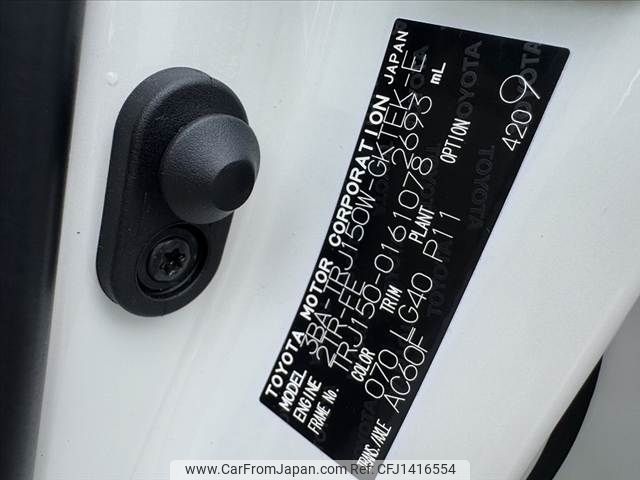 TOYOTA MOTOR CORPORATION JAPAN
MODEL 3BA-TRJ150W-GKTEK-E
ENGINE 2TR-FE 2693 mL
FRAME No. TRJ150-0161078
COLOR TRIM PLANT OPTION
070 LG40 P11 4209
TRANS/AXLE AC60F
www.CarFromJapan.com | CFJ1416554